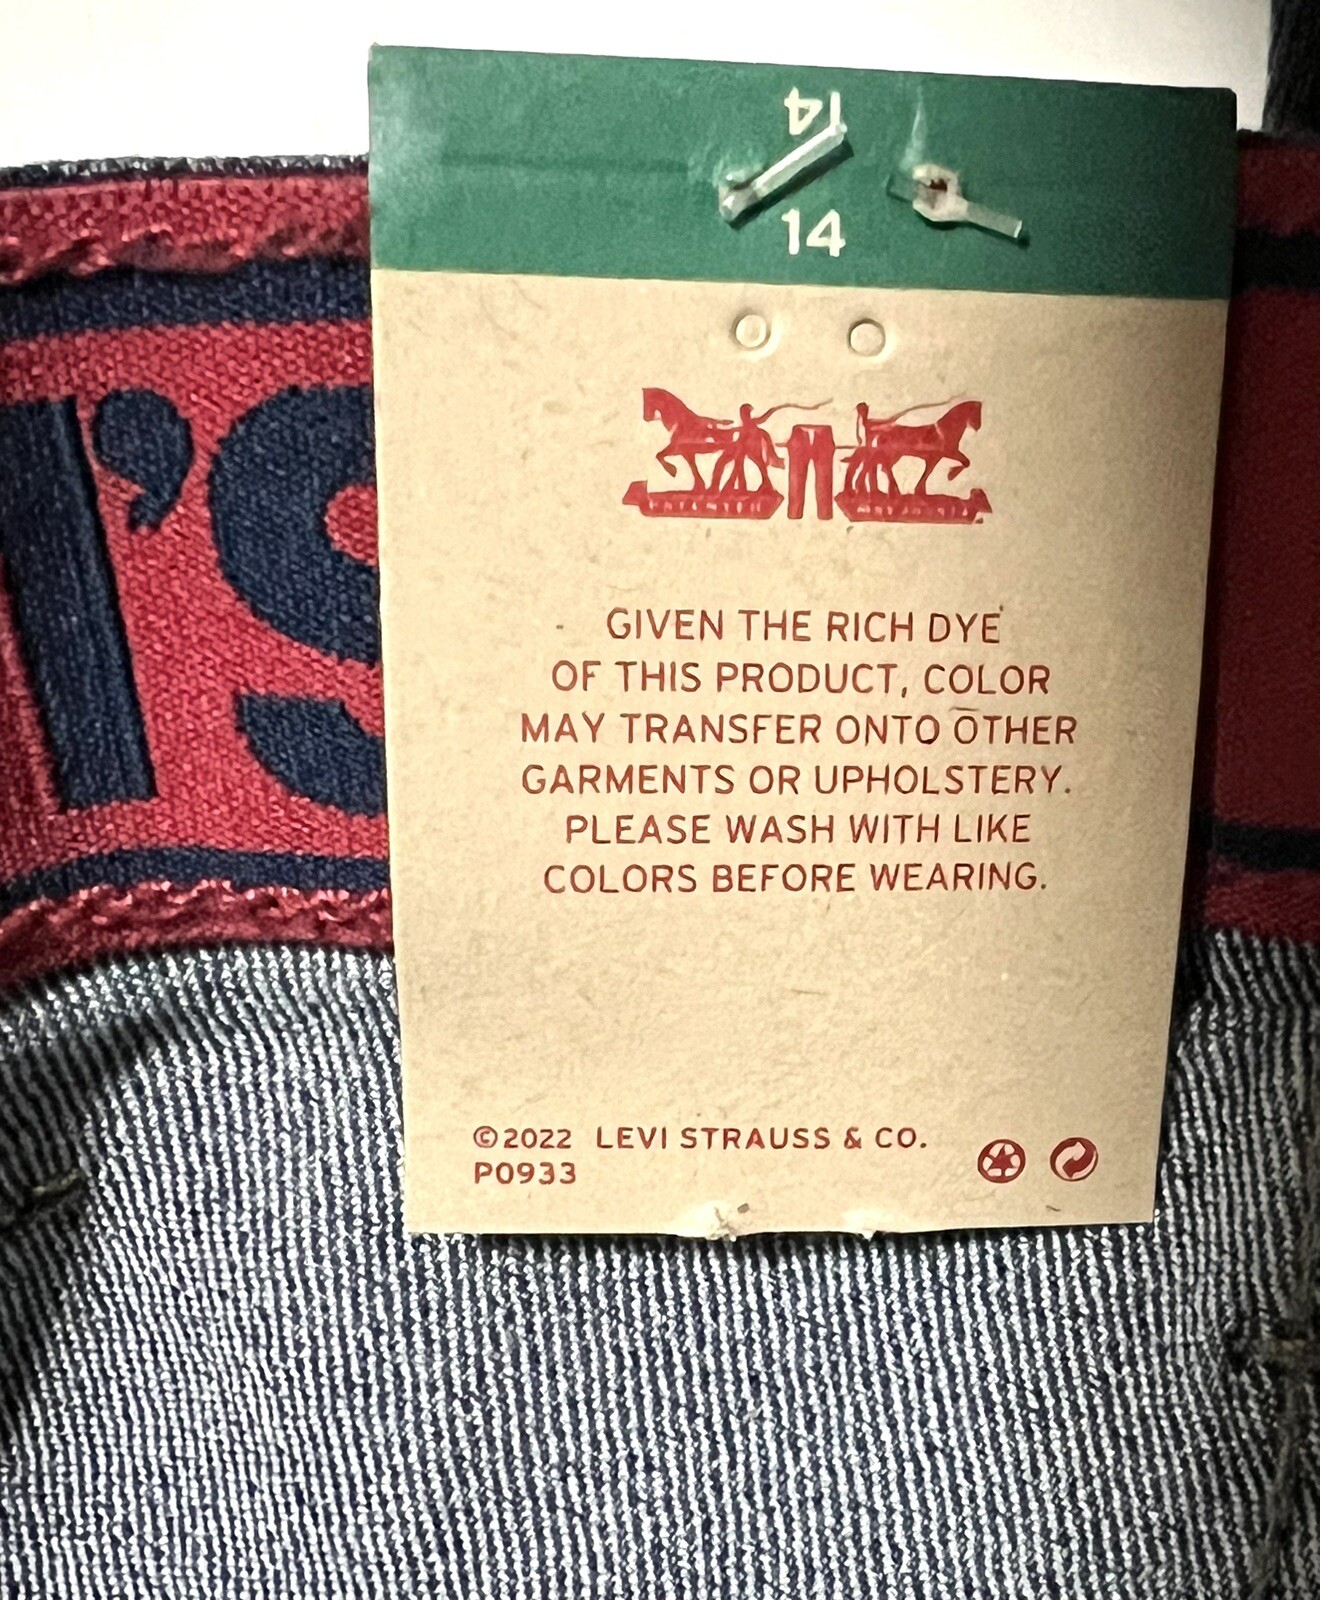 14
14
I'S
GIVEN THE RICH DYE
OF THIS PRODUCT, COLOR
MAY TRANSFER ONTO OTHER
GARMENTS OR UPHOLSTERY.
PLEASE WASH WITH LIKE
COLORS BEFORE WEARING.
©2022 LEVI STRAUSS & CO.
P0933